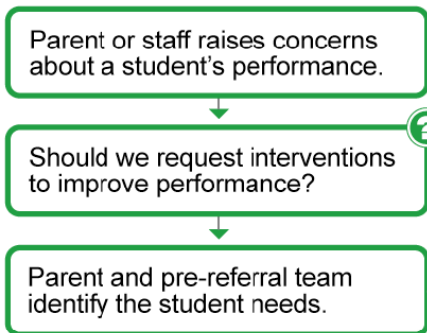 Parent or staff raises concerns
about a student's performance.
Should we request interventions
to improve performance?
Parent and pre-referral team
identify the student needs.